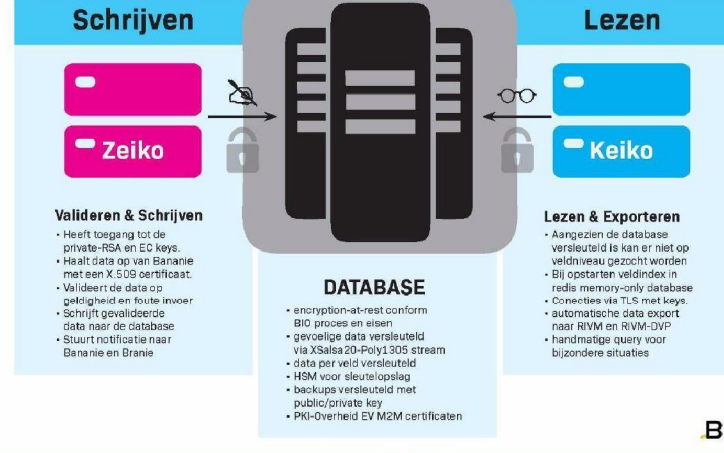 Schrijven
Zeiko
Valideren & Schrijven
• Heeft toegang tot de
private-RSA en EC keys.
• Haalt data op van Bananie
met een X.509 certificaat.
• Valideert de data op
geldigheid en foute invoer
• Schrijft gevalideerde
data naar de database
• Stuurt notificatie naar
Bananie en Branie
DATABASE
• encryption-at-rest conform
BIO proces en eisen
• gevoelige data versleuteld
via XSalsa20-Poly1305 stream
• data per veld versleuteld
• HSM voor sleutelopslag
• backups versleuteld met
public/private key
• PKI-Overheid EV M2M certificaten
Lezen
Keiko
Lezen & Exporteren
• Aangezien de database
versleuteld is kan er niet op
veldniveau gezocht worden
• Bij opstarten veldindex in
redis memory-only database
• Conecties via TLS met keys.
• automatische data export
naar RIVM en RIVM-DVP
• handmatige query voor
bijzondere situaties
.B